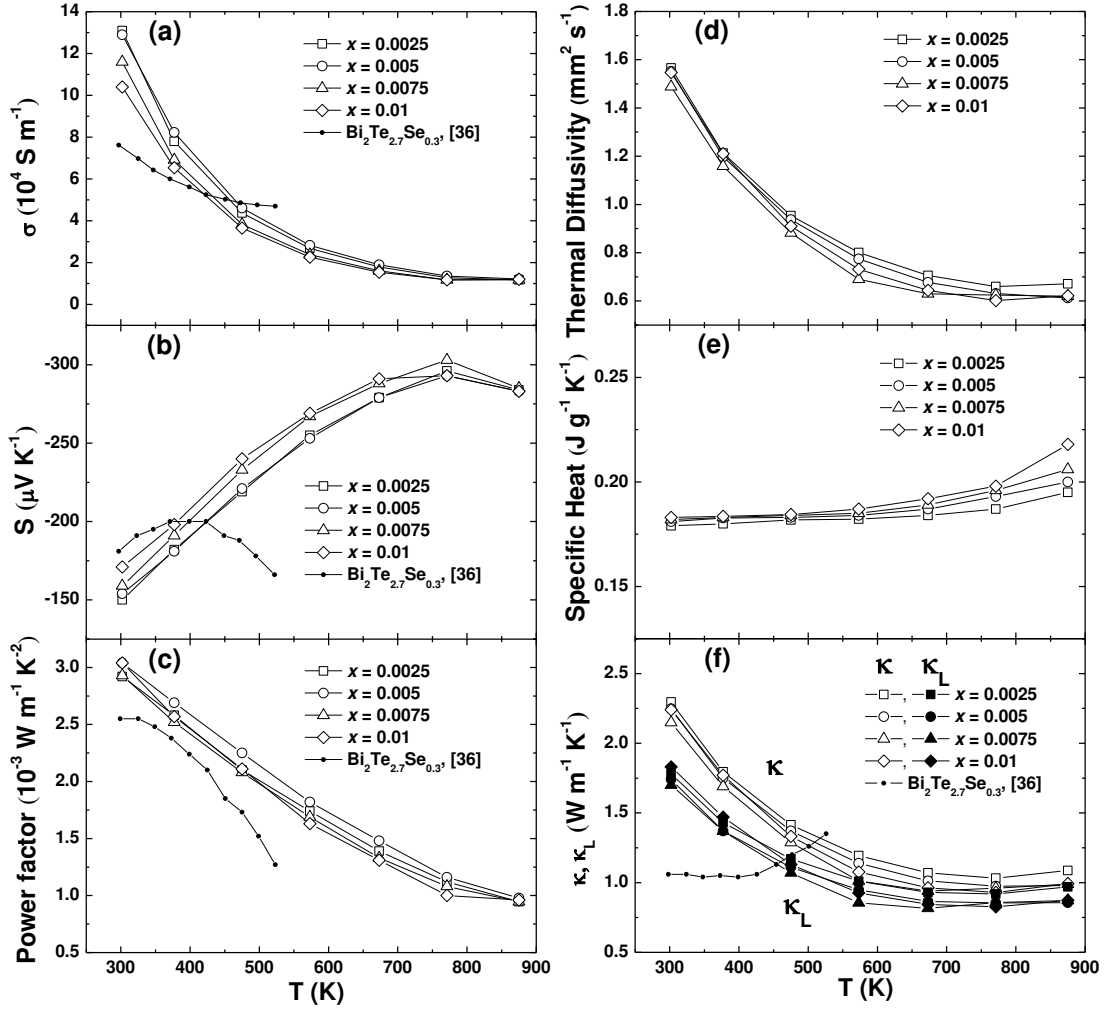 (a)
x = 0.0025
x = 0.005
x = 0.0075
x = 0.01
Bi₂Te₂.₇Se₀.₃, [36]
σ (10⁴ S m⁻¹)
14
12
10
8
6
4
2
0
(b)
x = 0.0025
x = 0.005
x = 0.0075
x = 0.01
Bi₂Te₂.₇Se₀.₃, [36]
S (μV K⁻¹)
-300
-250
-200
-150
(c)
x = 0.0025
x = 0.005
x = 0.0075
x = 0.01
Bi₂Te₂.₇Se₀.₃, [36]
Power factor (10⁻³ W m⁻¹ K⁻²)
3.0
2.5
2.0
1.5
1.0
0.5
300 400 500 600 700 800 900
T (K)
(d)
x = 0.0025
x = 0.005
x = 0.0075
x = 0.01
Thermal Diffusivity (mm² s⁻¹)
1.8
1.6
1.4
1.2
1.0
0.8
0.6
(e)
x = 0.0025
x = 0.005
x = 0.0075
x = 0.01
Specific Heat (J g⁻¹ K⁻¹)
0.25
0.20
0.15
(f)
κ κL
, x = 0.0025
, x = 0.005
, x = 0.0075
, x = 0.01
Bi₂Te₂.₇Se₀.₃, [36]
κ
κL
κ, κL (W m⁻¹ K⁻¹)
2.5
2.0
1.5
1.0
0.5
300 400 500 600 700 800 900
T (K)